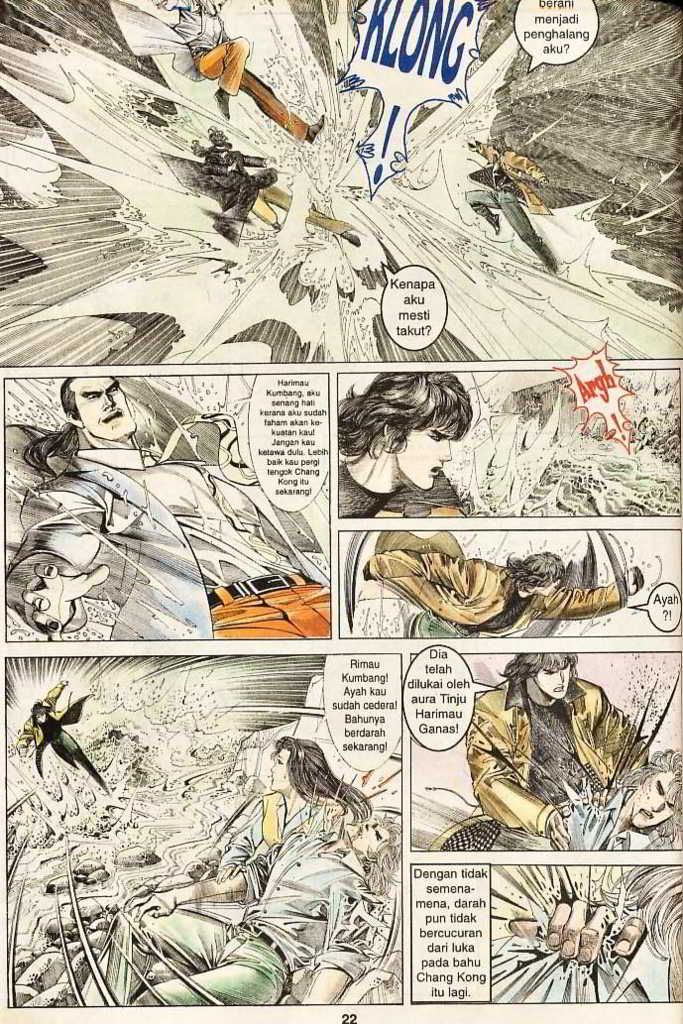 KLONG
!
berani
menjadi
penghalang
aku?
Kenapa
aku
mesti
takut?
Harimau
Kumbang, aku
senang hati
kerana aku sudah
faham akan ke-
kuatan kau!
Jangan kau
ketawa dulu. Lebih
baik kau pergi
tengok Chang
Kong itu
sekarang!
Argh
!
Ayah
?!
Rimau
Kumbang!
Ayah kau
sudah cedera!
Bahunya
berdarah
sekarang!
Dia
telah
dilukai oleh
aura Tinju
Harimau
Ganas!
Dengan tidak
semena-
mena, darah
pun tidak
bercucuran
dari luka
pada bahu
Chang Kong
itu lagi.
22